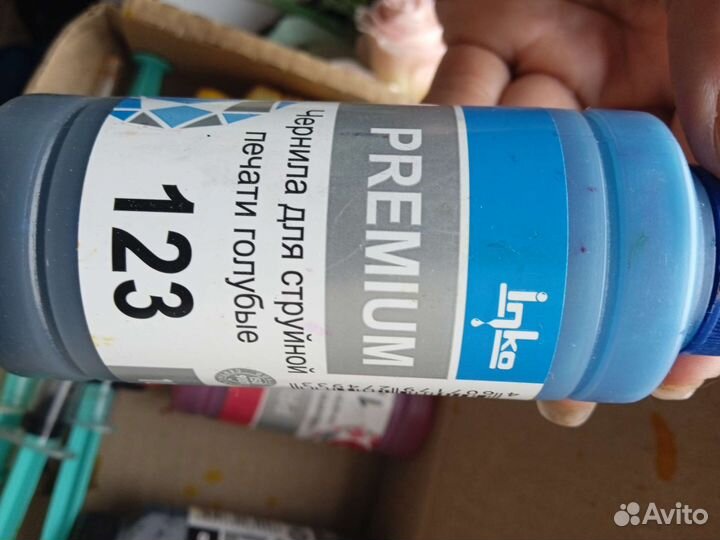 inko
PREMIUM
Чернила для струйной
печати голубые
123
Avito